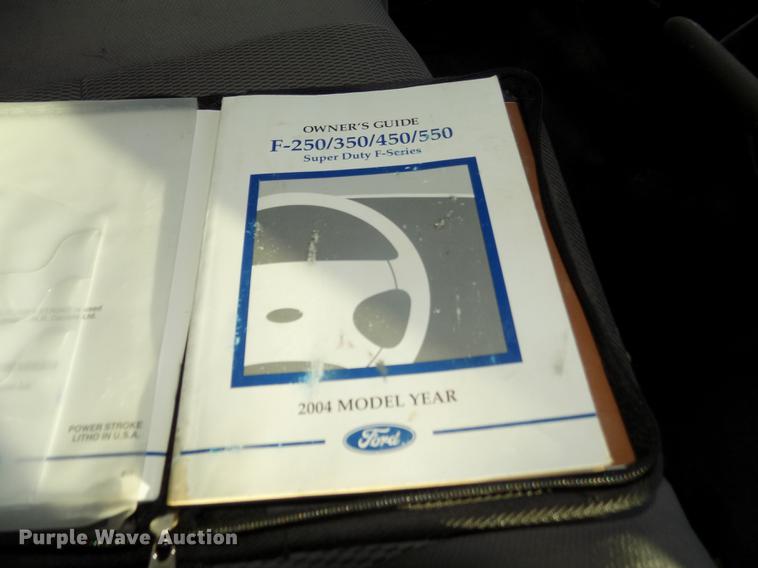 OWNER'S GUIDE
F-250/350/450/550
Super Duty F-Series
2004 MODEL YEAR
Ford
POWER STROKE
LITHO IN U.S.A.
Purple Wave Auction